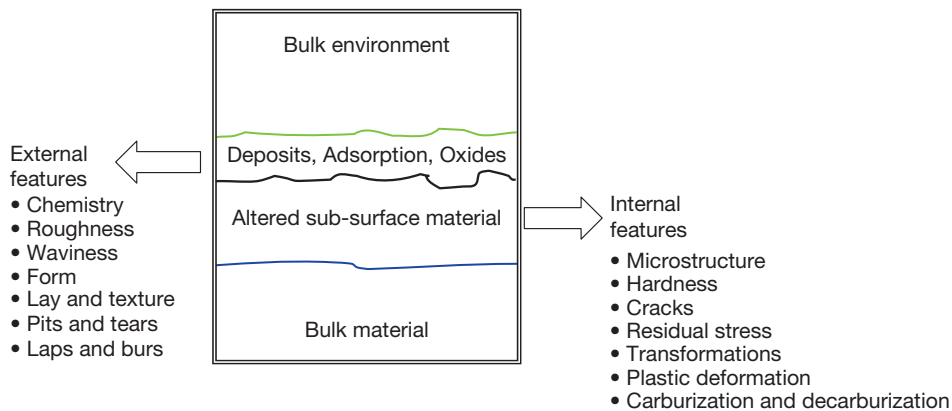 Bulk environment
Deposits, Adsorption, Oxides
Altered sub-surface material
Bulk material
External
features
• Chemistry
• Roughness
• Waviness
• Form
• Lay and texture
• Pits and tears
• Laps and burs
Internal
features
• Microstructure
• Hardness
• Cracks
• Residual stress
• Transformations
• Plastic deformation
• Carburization and decarburization